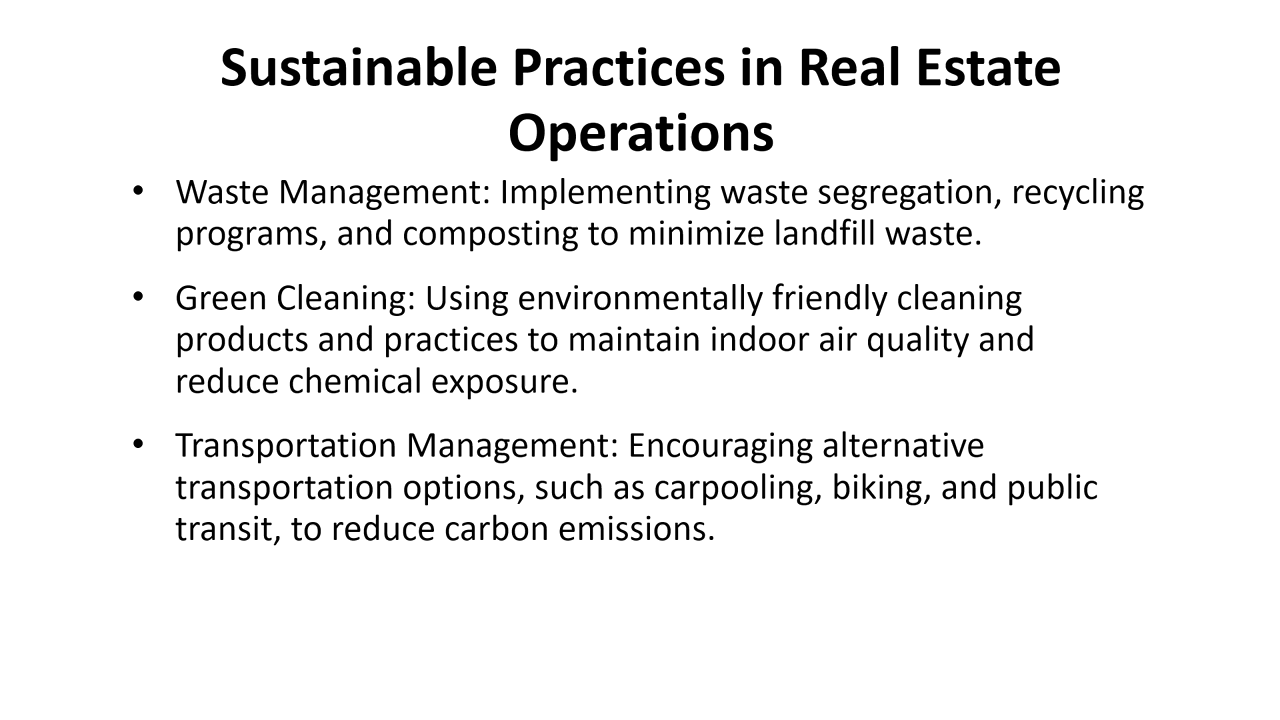 Sustainable Practices in Real Estate
Operations
• Waste Management: Implementing waste segregation, recycling
programs, and composting to minimize landfill waste.
• Green Cleaning: Using environmentally friendly cleaning
products and practices to maintain indoor air quality and
reduce chemical exposure.
• Transportation Management: Encouraging alternative
transportation options, such as carpooling, biking, and public
transit, to reduce carbon emissions.